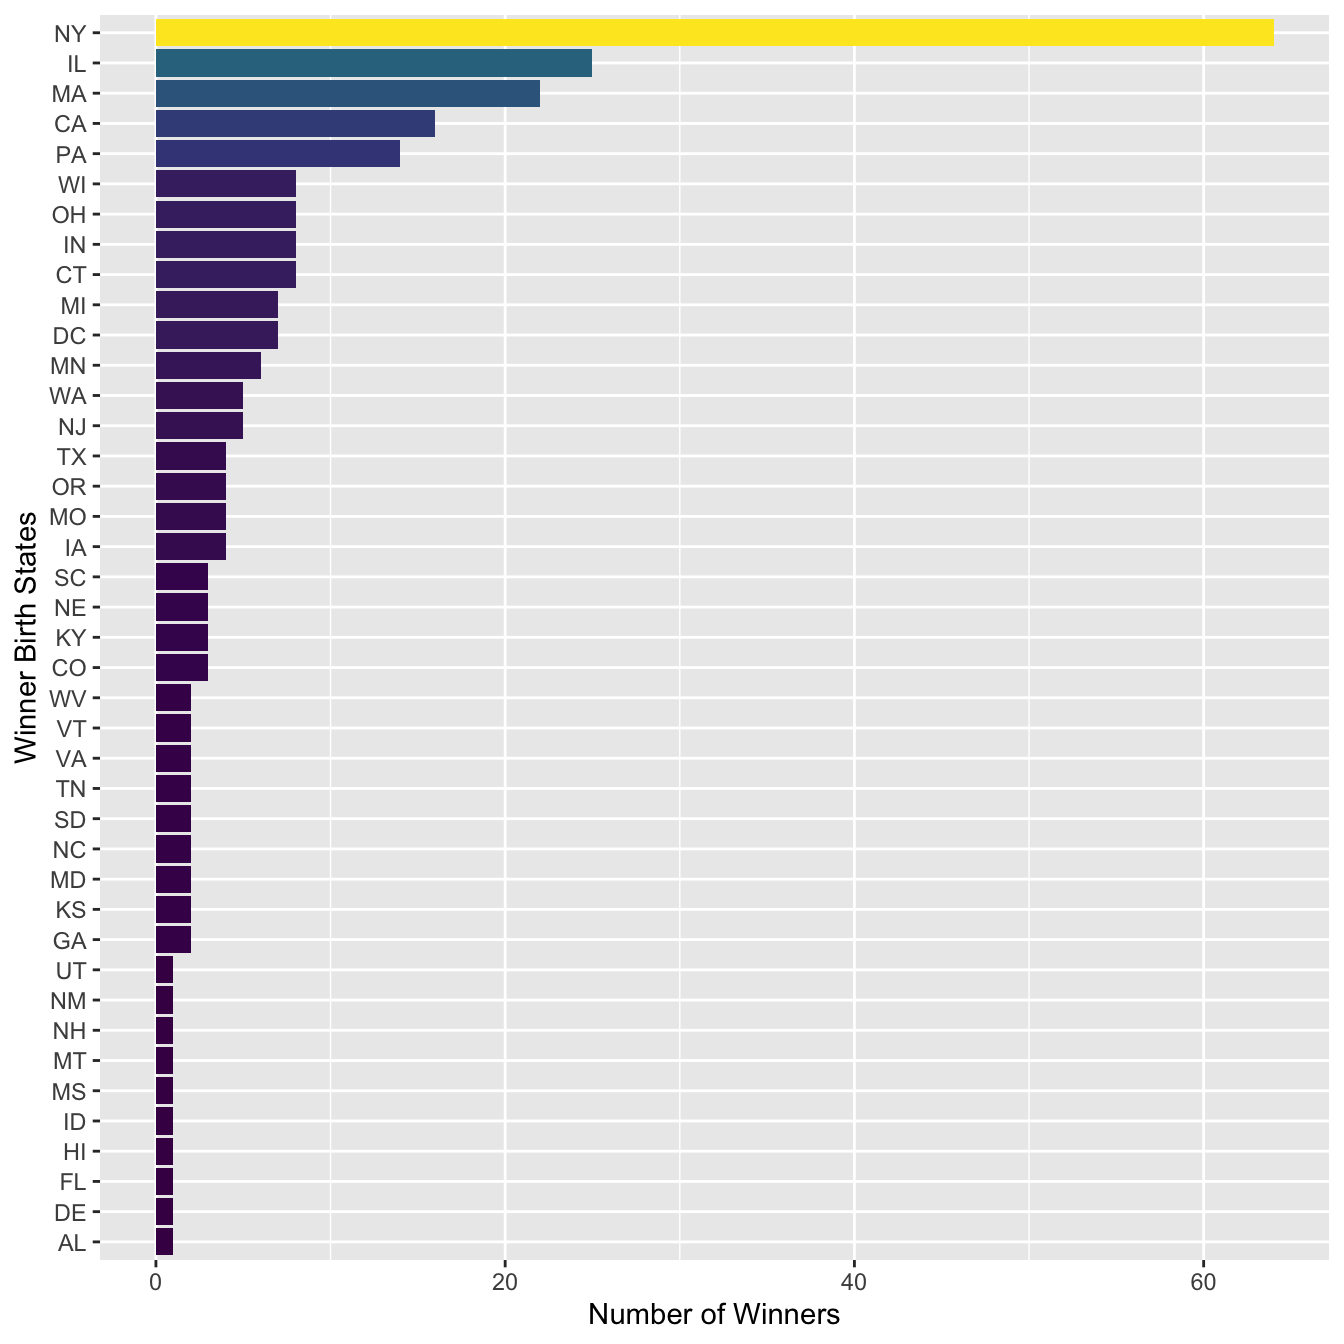 NY
IL
MA
CA
PA
WI
OH
IN
CT
MI
DC
MN
WA
NJ
TX
OR
MO
IA
SC
NE
KY
CO
WV
VT
VA
TN
SD
NC
MD
KS
GA
UT
NM
NH
MT
MS
ID
HI
FL
DE
AL
Winner Birth States
0 20 40 60
Number of Winners